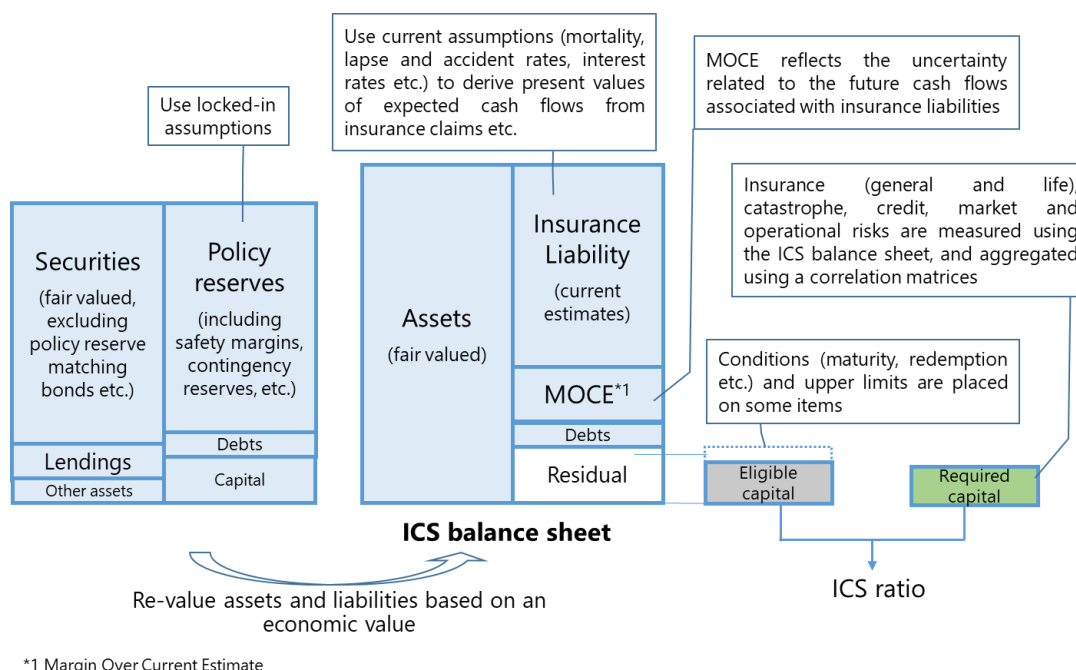 Use current assumptions (mortality,
lapse and accident rates, interest
rates etc.) to derive present values
of expected cash flows from
insurance claims etc.
MOCE reflects the uncertainty
related to the future cash flows
associated with insurance liabilities
Use locked-in
assumptions
Insurance (general and life),
catastrophe, credit, market and
operational risks are measured using
the ICS balance sheet, and aggregated
using a correlation matrices
Securities
(fair valued,
excluding
policy reserve
matching
bonds etc.)
Lendings
Other assets
Policy
reserves
(including
safety margins,
contingency
reserves, etc.)
Debts
Capital
Assets
(fair valued)
Insurance
Liability
(current
estimates)
MOCE*1
Debts
Residual
Conditions (maturity, redemption
etc.) and upper limits are placed
on some items
Eligible
capital
Required
capital
ICS balance sheet
ICS ratio
Re-value assets and liabilities based on an
economic value
*1 Margin Over Current Estimate